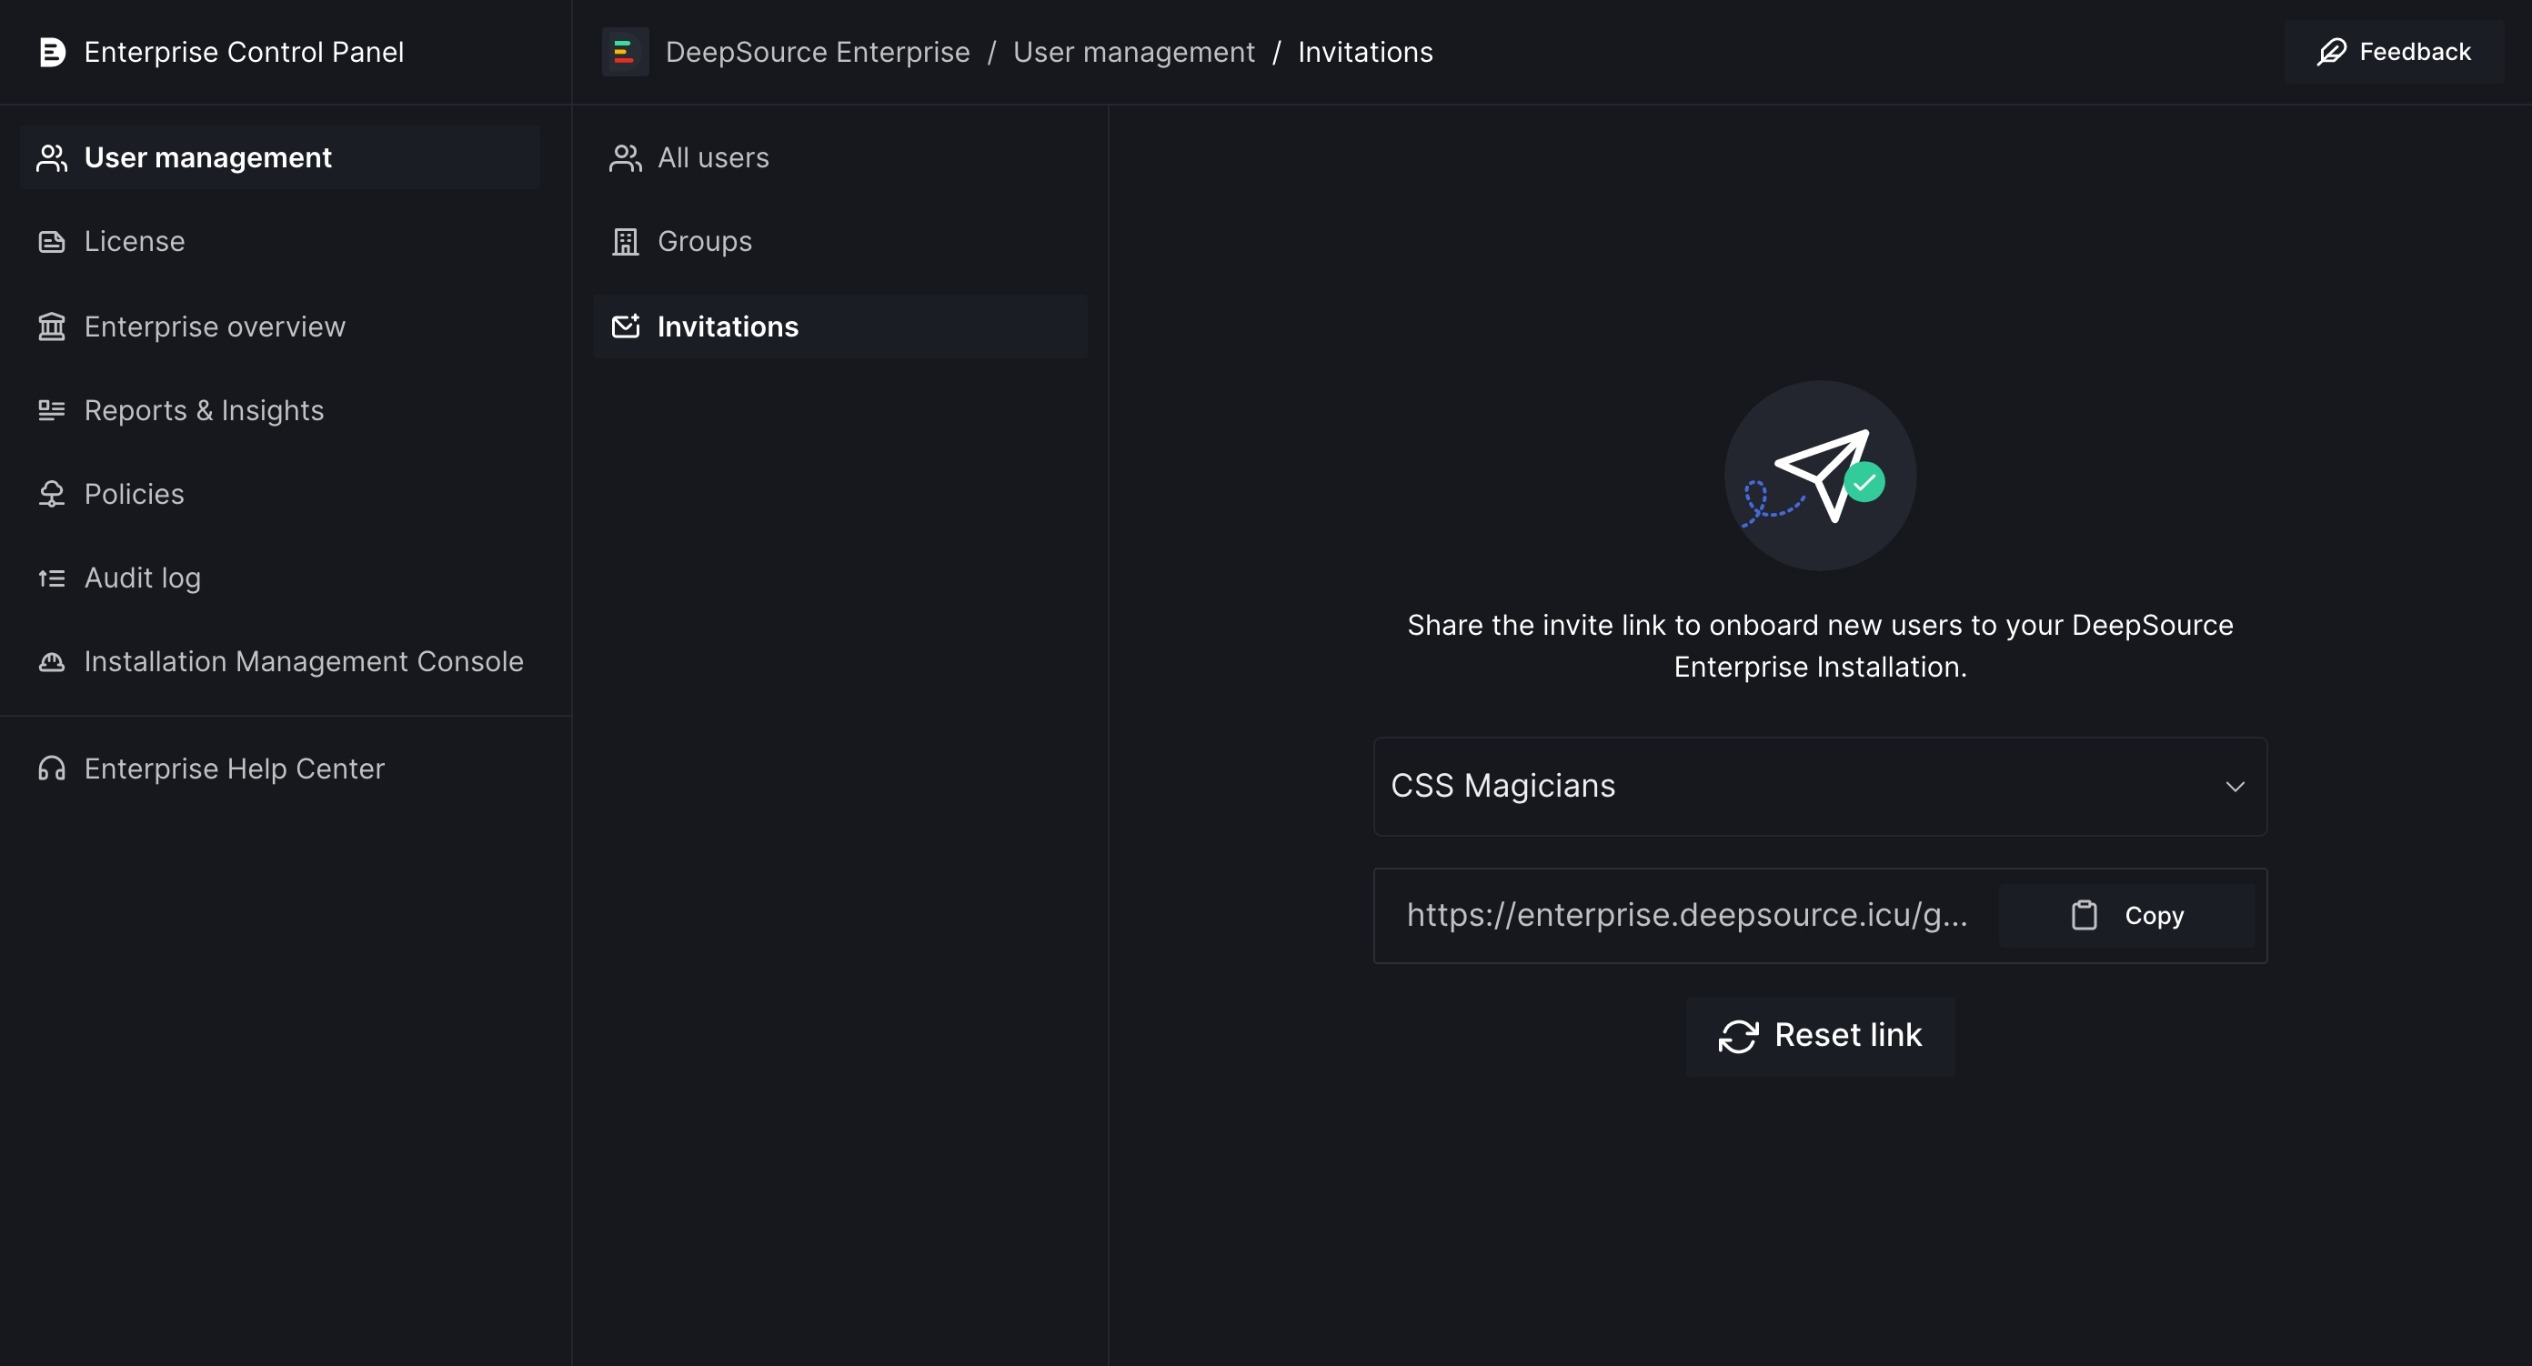 Enterprise Control Panel
DeepSource Enterprise / User management / Invitations
Feedback
User management
License
Enterprise overview
Reports & Insights
Policies
Audit log
Installation Management Console
Enterprise Help Center
All users
Groups
Invitations
Share the invite link to onboard new users to your DeepSource
Enterprise Installation.
CSS Magicians
https://enterprise.deepsource.icu/g...
Copy
Reset link